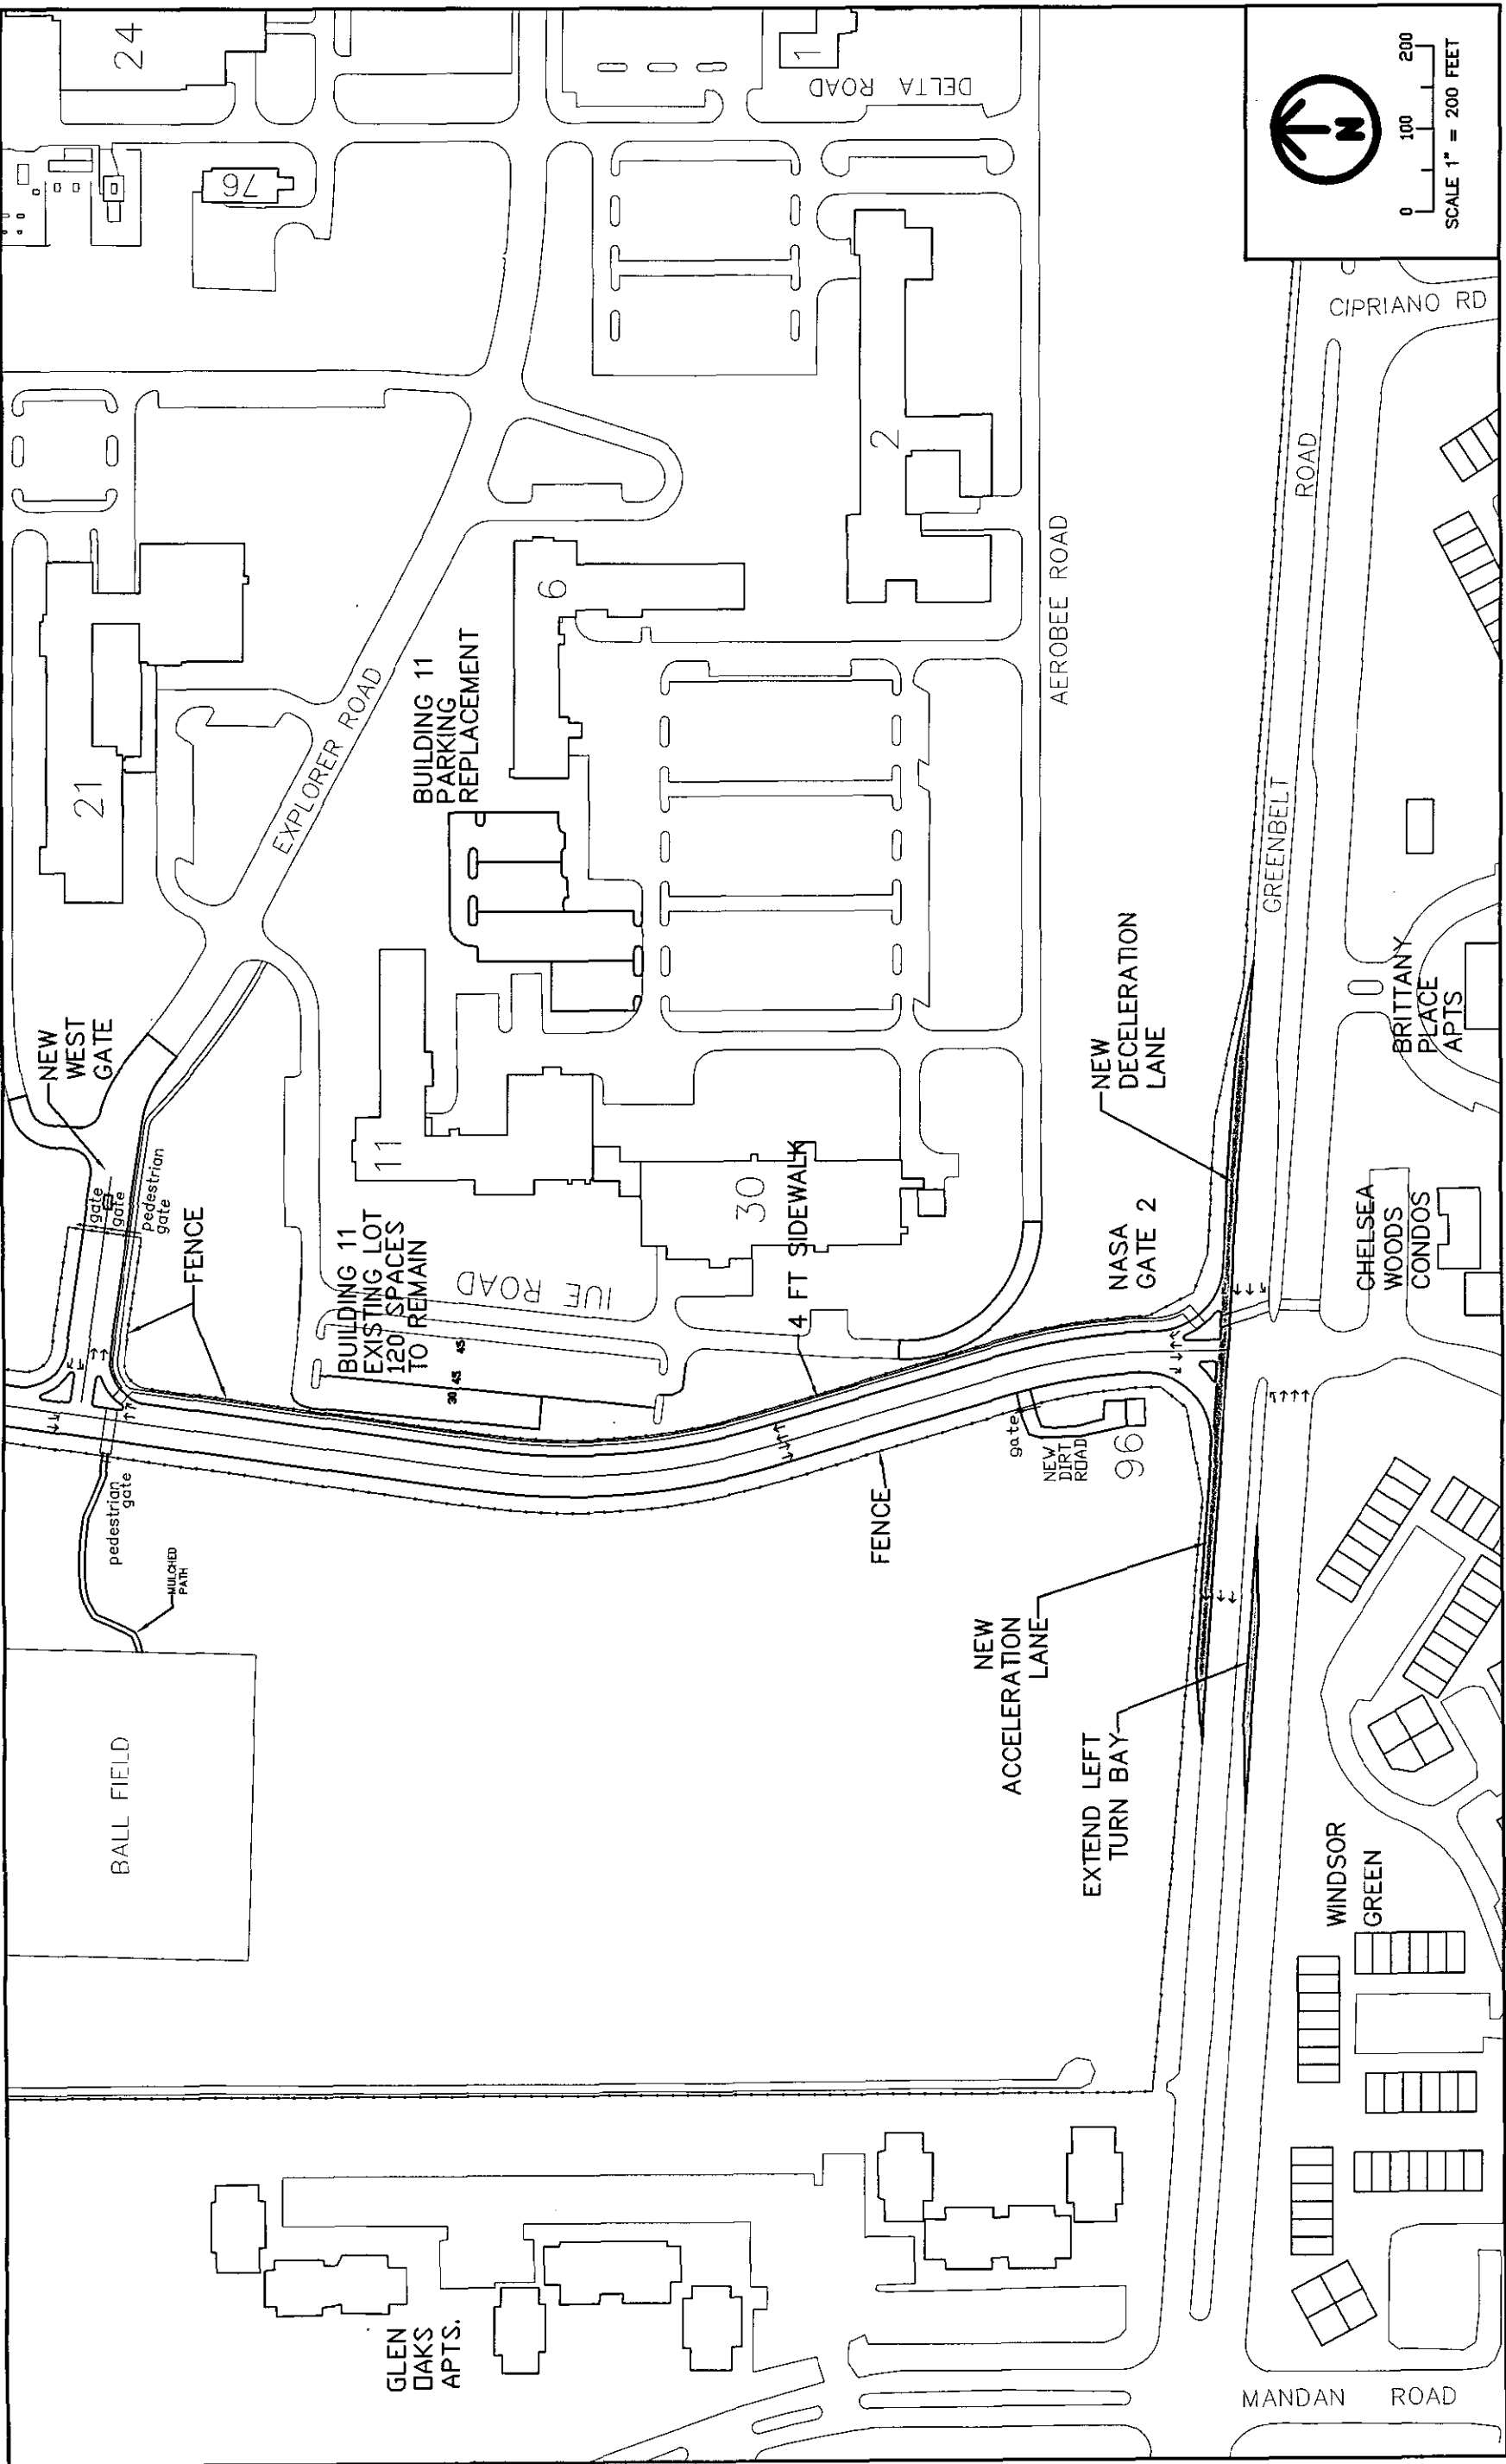 24
76
1
DELTA ROAD
0 100 200
SCALE 1" = 200 FEET
N
CIPRIANO RD
21
EXPLORER ROAD
BUILDING 11
PARKING
REPLACEMENT
6
2
AEROBEE ROAD
GREENBELT ROAD
NEW
WEST
GATE
gate
gate
pedestrian
gate
FENCE
11
30
BUILDING 11
EXISTING LOT
120 SPACES
TO REMAIN
IUE ROAD
45
45
30
4 FT SIDEWALK
NEW
DECELERATION
LANE
NASA
GATE 2
BRITTANY
PLACE
APTS
CHELSEA
WOODS
CONDOS
pedestrian
gate
MULCHED
PATH
BALL FIELD
FENCE
gate
NEW
DIRT
ROAD
96
NEW
ACCELERATION
LANE
EXTEND LEFT
TURN BAY
WINDSOR
GREEN
GLEN
OAKS
APTS.
MANDAN ROAD